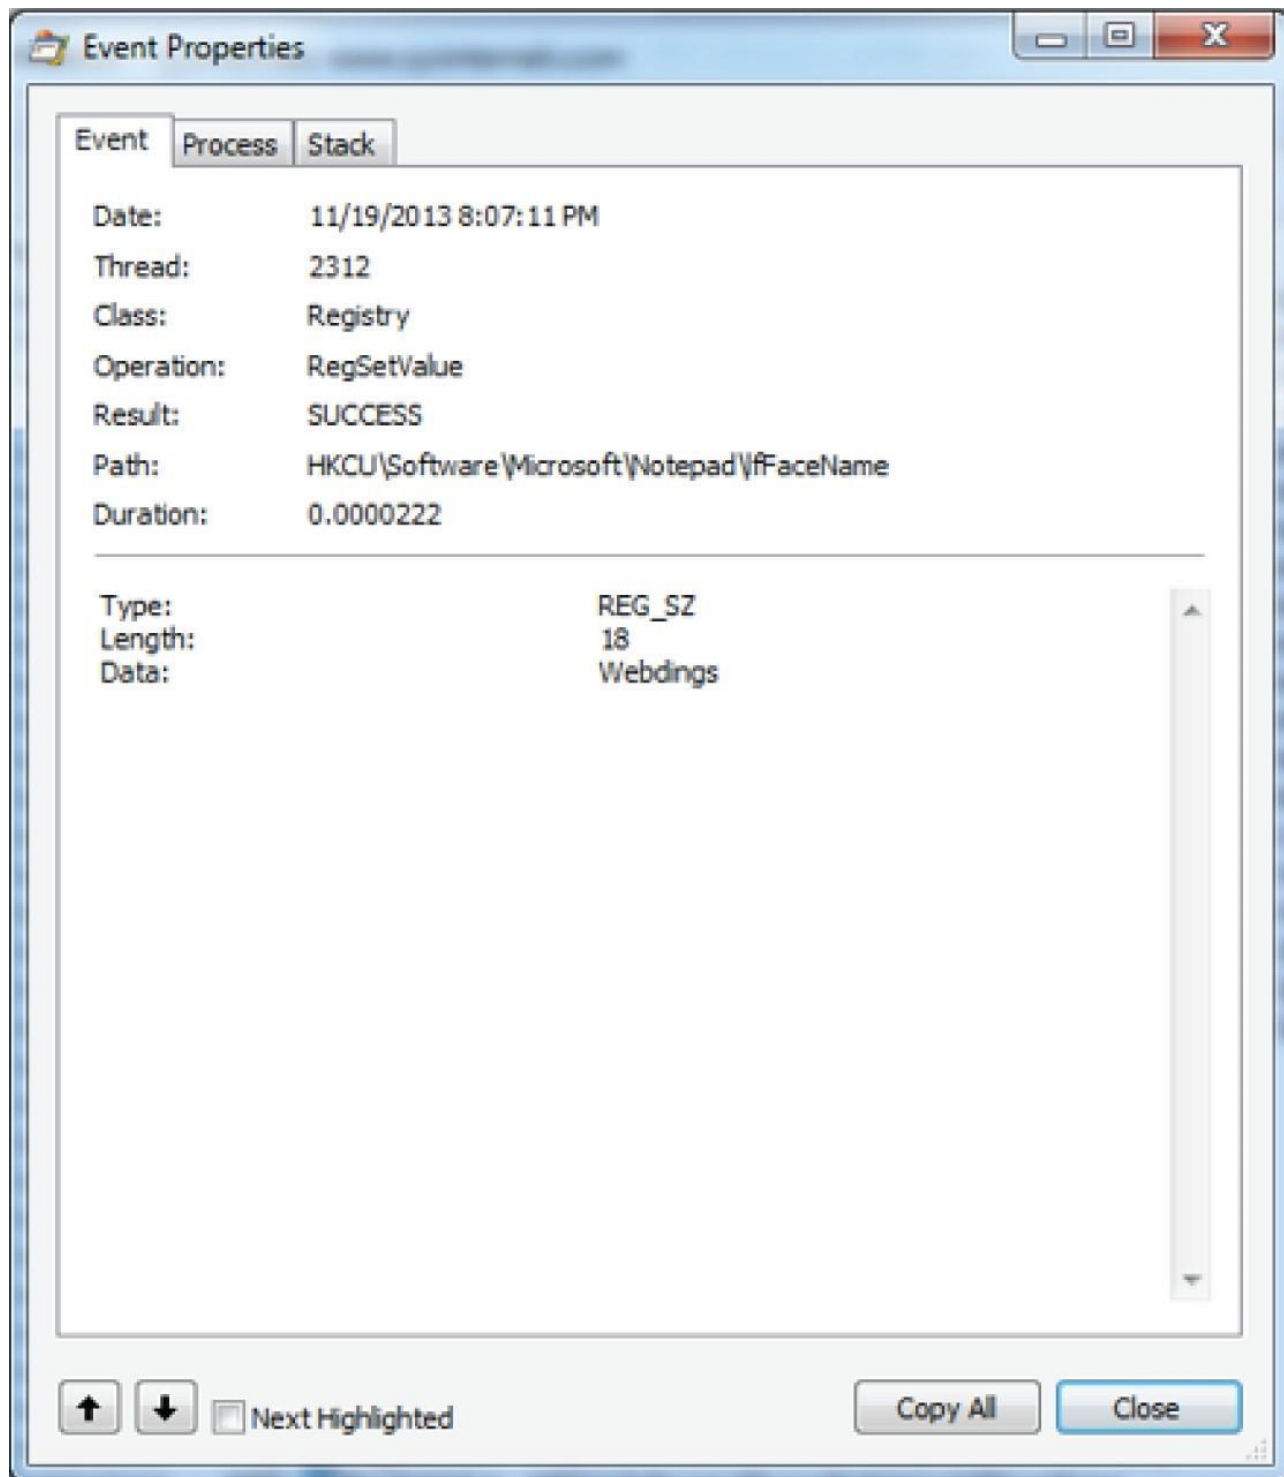 Event Properties
Event Process Stack
Date: 11/19/2013 8:07:11 PM
Thread: 2312
Class: Registry
Operation: RegSetValue
Result: SUCCESS
Path: HKCU\Software\Microsoft\Notepad\lfFaceName
Duration: 0.0000222
Type: REG_SZ
Length: 18
Data: Webdings
Next Highlighted Copy All Close